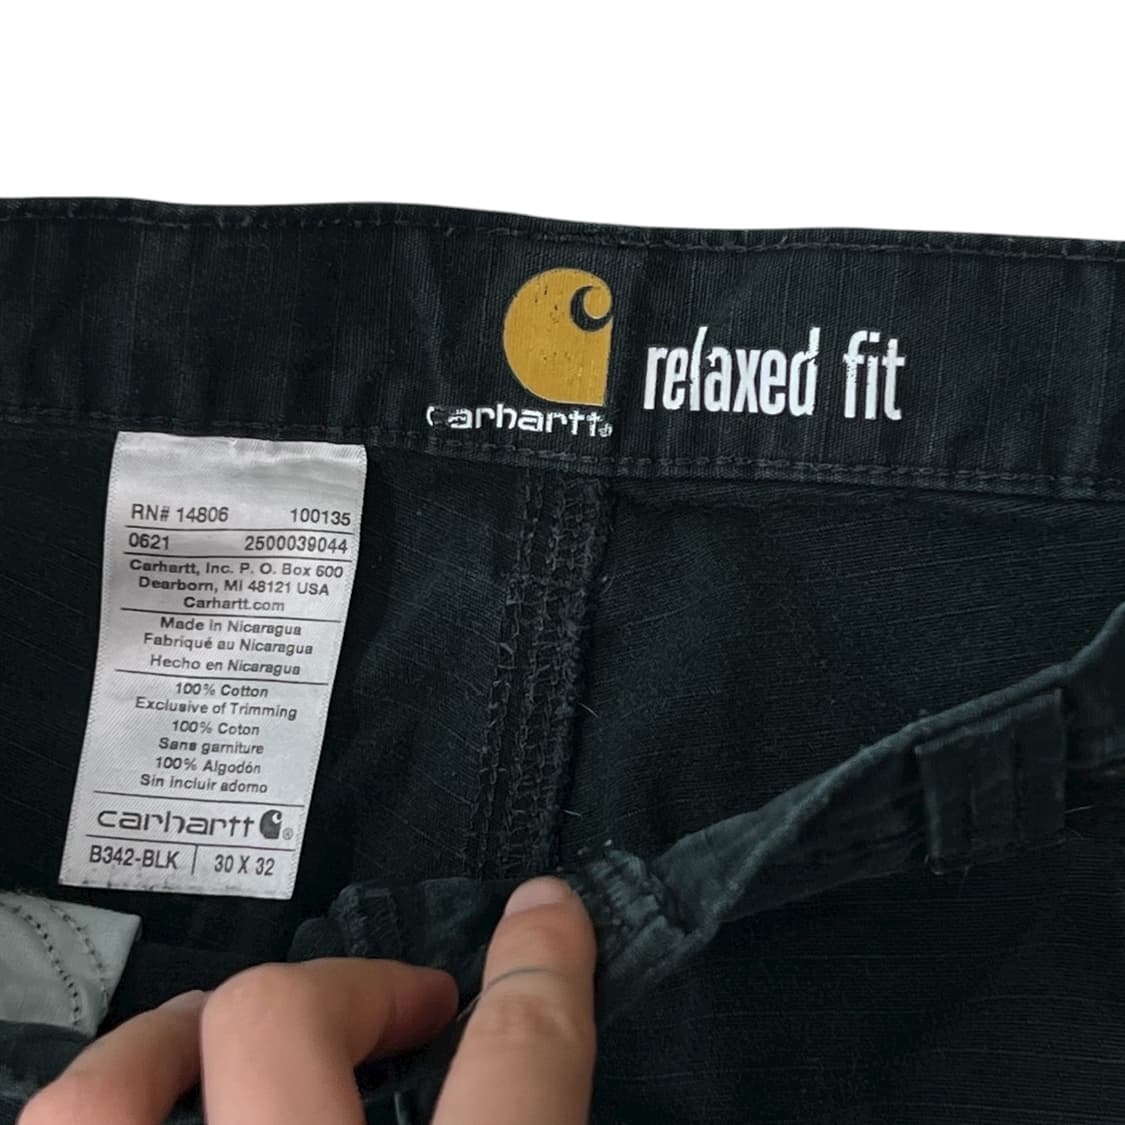 carhartt
relaxed fit
RN# 14806 100135
0621 2500039044
Carhartt, Inc. P. O. Box 600
Dearborn, MI 48121 USA
Carhartt.com
Made in Nicaragua
Fabriqué au Nicaragua
Hecho en Nicaragua
100% Cotton
Exclusive of Trimming
100% Coton
Sans garniture
100% Algodón
Sin incluir adorno
carhartt ®
B342-BLK | 30 X 32